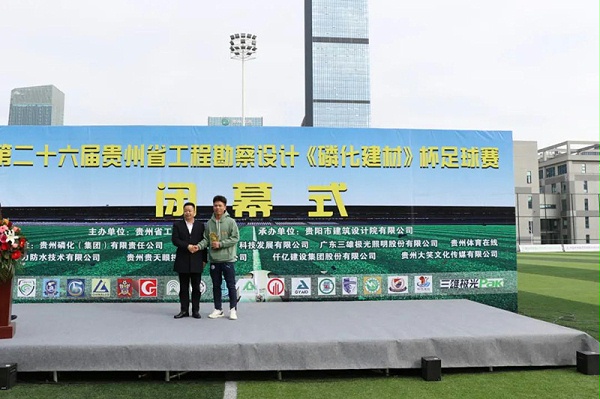 第二十六届贵州省工程勘察设计《磷化建材》杯足球赛
闭幕式
主办单位：贵州省工 承办单位：贵阳市建筑设计院有限公司
贵州磷化（集团）有限责任公司 科技发展有限公司 广东三雄极光照明股份有限公司 贵州体育在线
防水技术有限公司 贵州贵天眼 仟亿建设集团股份有限公司 贵州大笑文化传媒有限公司
三雄极光 PAK